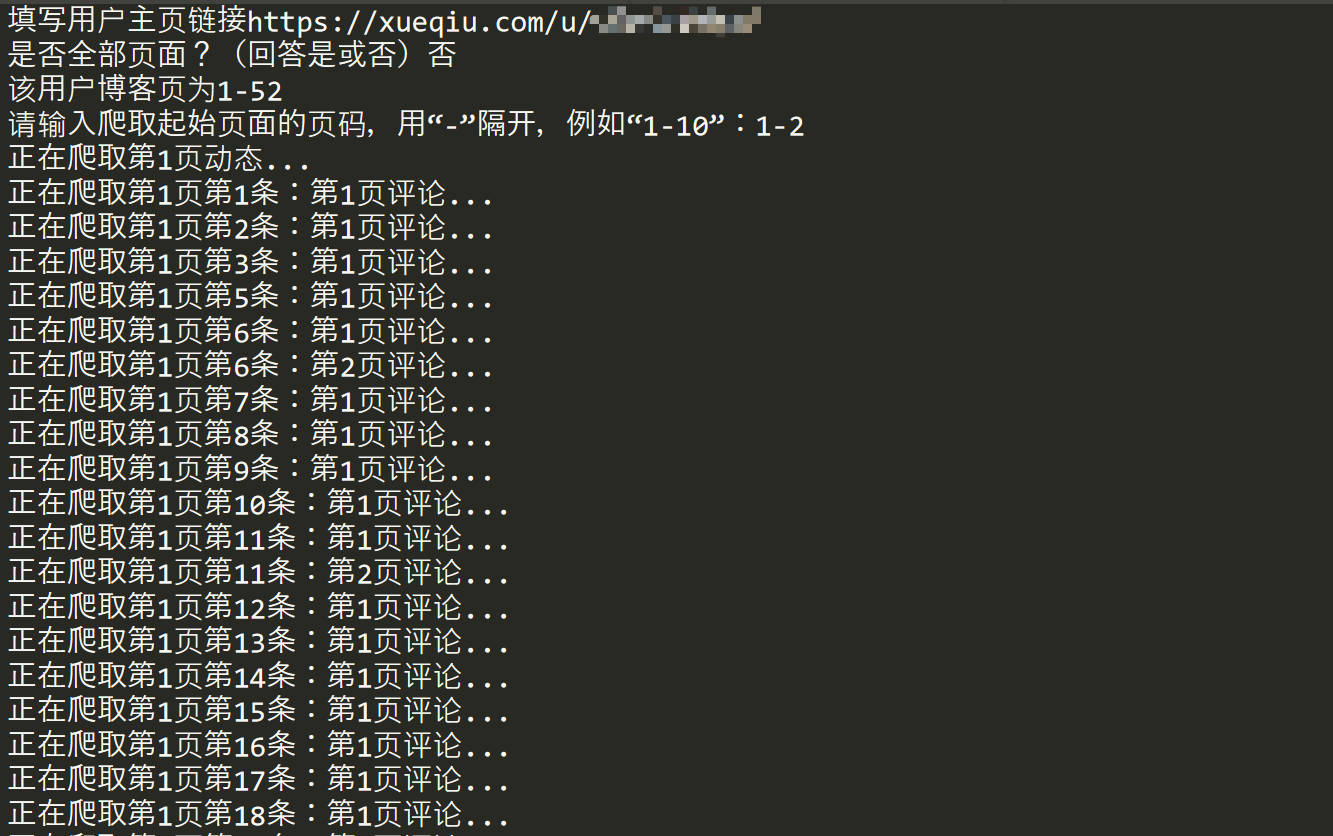 填写用户主页链接https://xueqiu.com/u/
是否全部页面？（回答是或否）否
该用户博客页为1-52
请输入爬取起始页面的页码，用“-”隔开，例如“1-10”：1-2
正在爬取第1页动态...
正在爬取第1页第1条：第1页评论...
正在爬取第1页第2条：第1页评论...
正在爬取第1页第3条：第1页评论...
正在爬取第1页第5条：第1页评论...
正在爬取第1页第6条：第1页评论...
正在爬取第1页第6条：第2页评论...
正在爬取第1页第7条：第1页评论...
正在爬取第1页第8条：第1页评论...
正在爬取第1页第9条：第1页评论...
正在爬取第1页第10条：第1页评论...
正在爬取第1页第11条：第1页评论...
正在爬取第1页第11条：第2页评论...
正在爬取第1页第12条：第1页评论...
正在爬取第1页第13条：第1页评论...
正在爬取第1页第14条：第1页评论...
正在爬取第1页第15条：第1页评论...
正在爬取第1页第16条：第1页评论...
正在爬取第1页第17条：第1页评论...
正在爬取第1页第18条：第1页评论...